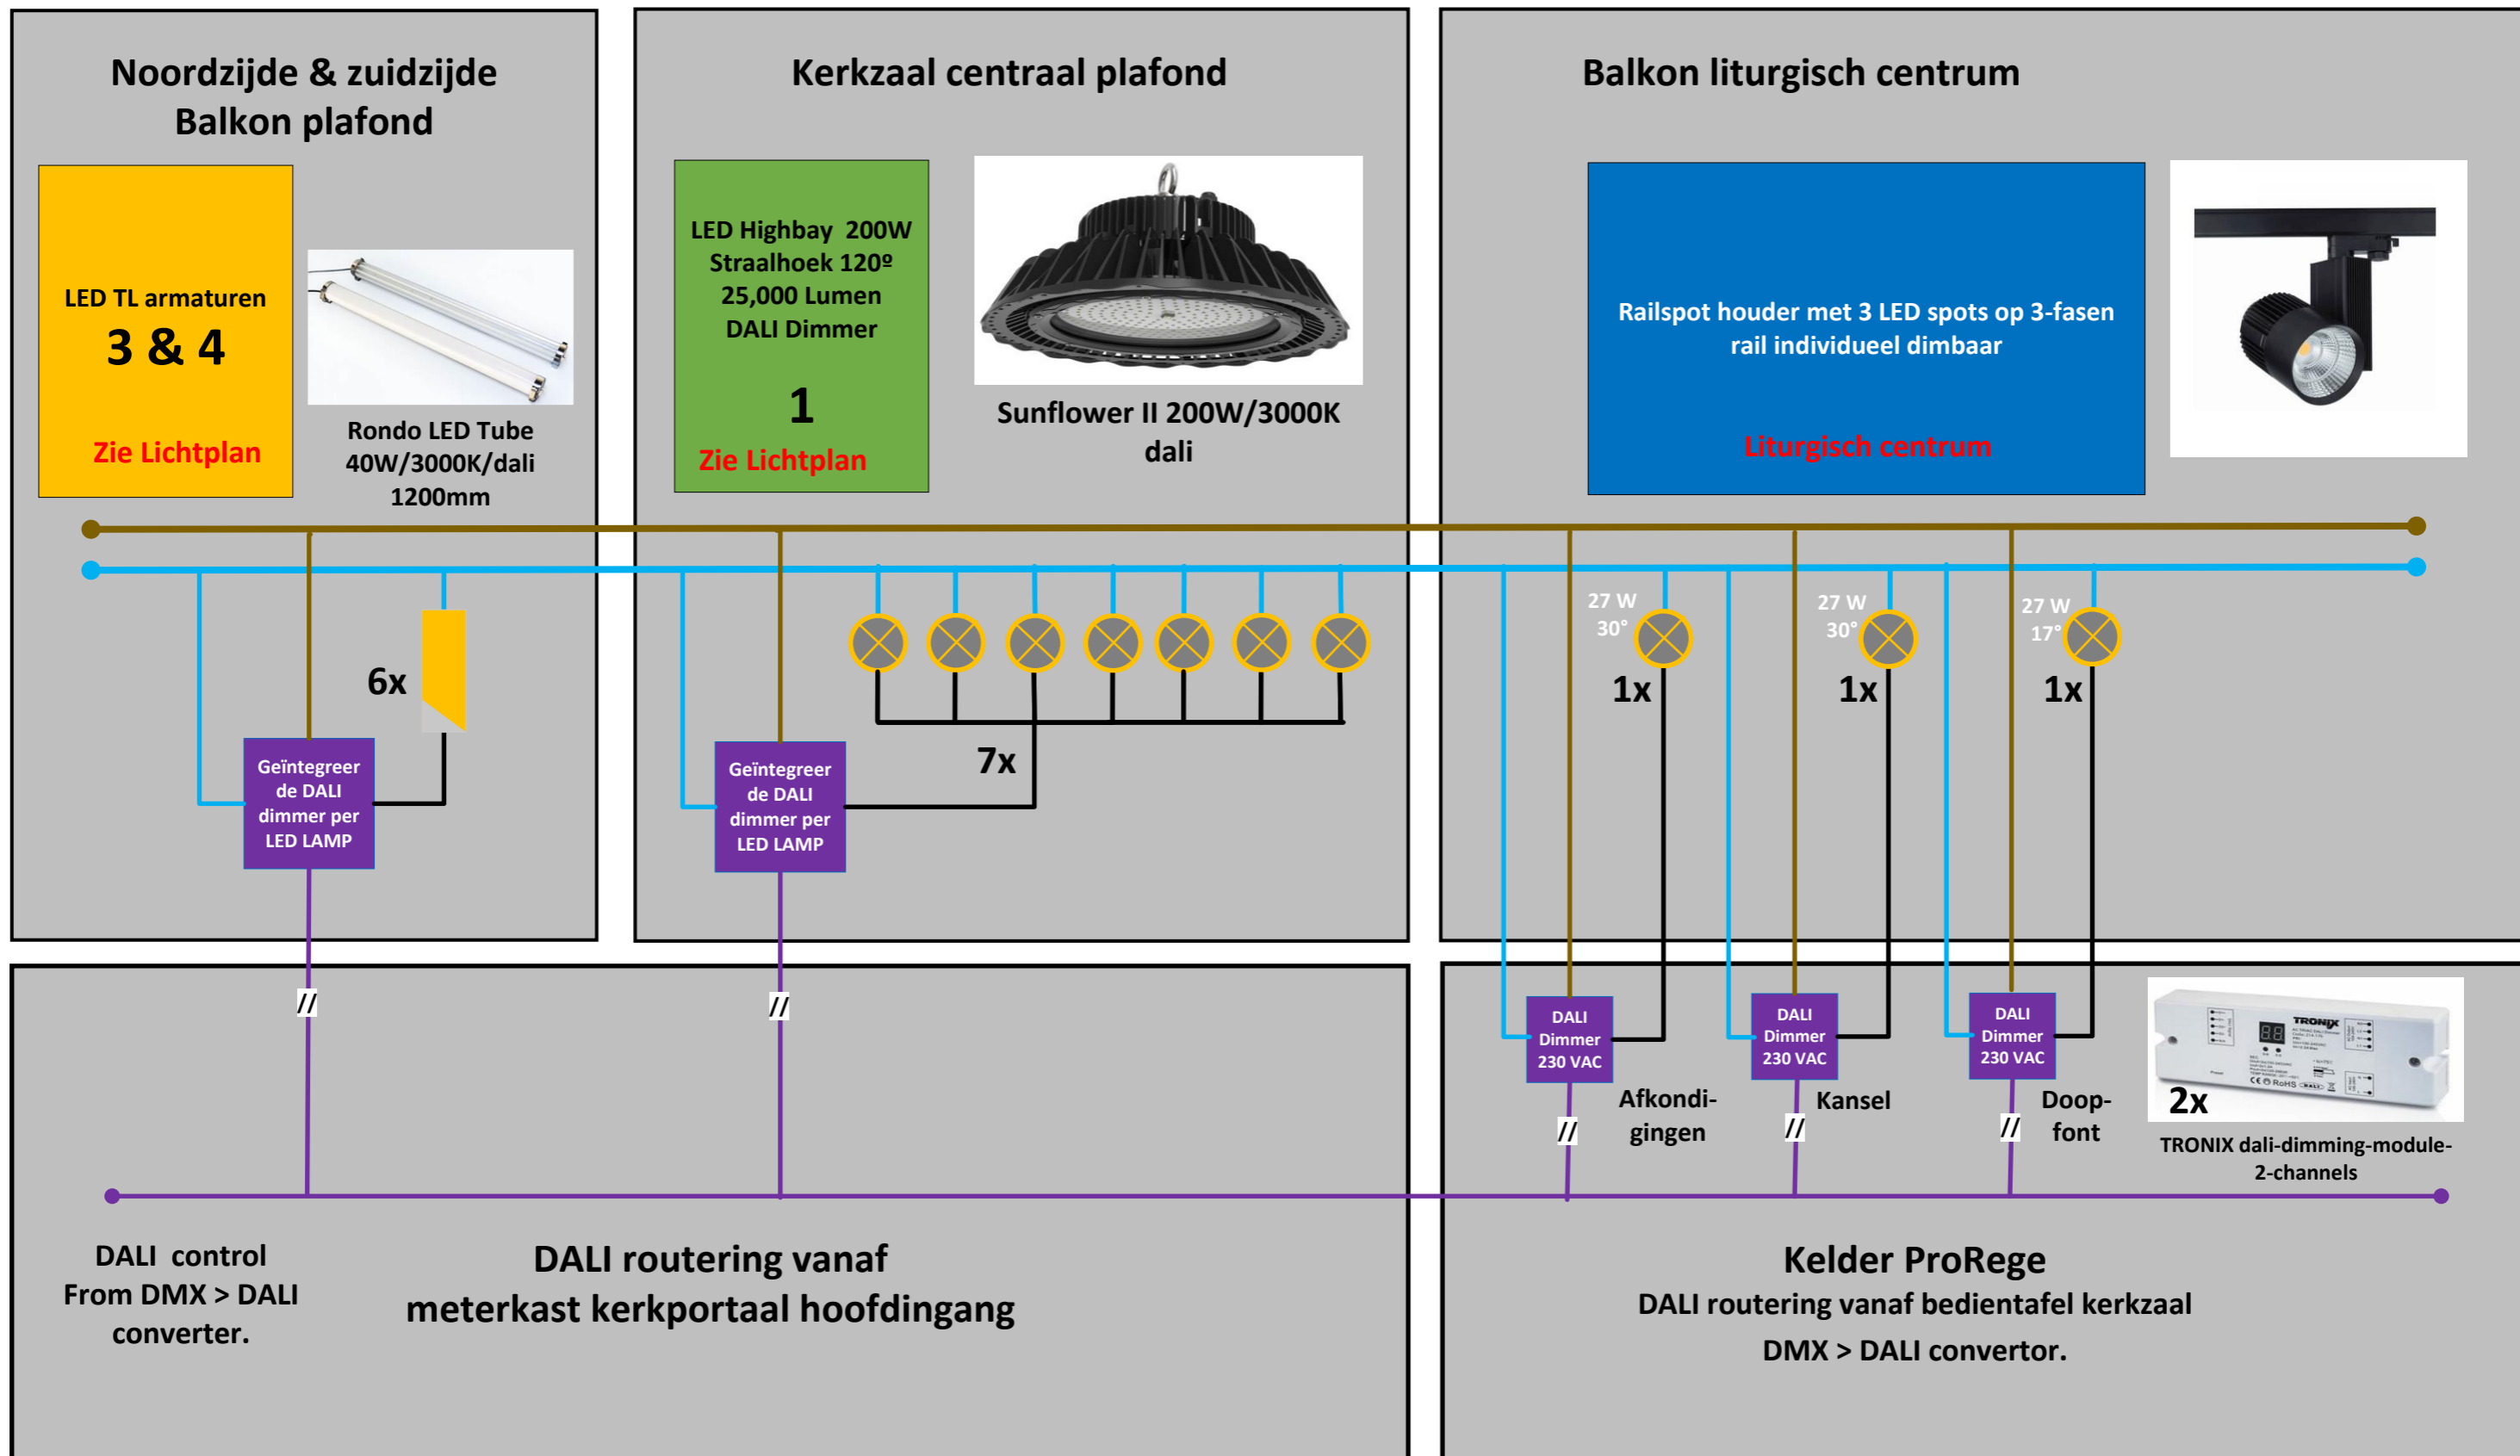 Noordzijde & zuidzijde
Balkon plafond
LED TL armaturen
3 & 4
Zie Lichtplan
Rondo LED Tube
40W/3000K/dali
1200mm
6x
Geïntegreer
de DALI
dimmer per
LED LAMP
//
Kerkzaal centraal plafond
LED Highbay 200W
Straalhoek 120º
25,000 Lumen
DALI Dimmer
1
Zie Lichtplan
Sunflower II 200W/3000K
dali
7x
Geïntegreer
de DALI
dimmer per
LED LAMP
//
Balkon liturgisch centrum
Railspot houder met 3 LED spots op 3-fasen
rail individueel dimbaar
Liturgisch centrum
27 W
30°
1x
27 W
30°
1x
27 W
17°
1x
DALI
Dimmer
230 VAC
Afkondi-
gingen
//
DALI
Dimmer
230 VAC
Kansel
//
DALI
Dimmer
230 VAC
Doop-
font
//
TRONIX
RoHS
DALI
2x
TRONIX dali-dimming-module-
2-channels
DALI control
From DMX > DALI
converter.
DALI routering vanaf
meterkast kerkportaal hoofdingang
Kelder ProRege
DALI routering vanaf bedientafel kerkzaal
DMX > DALI convertor.